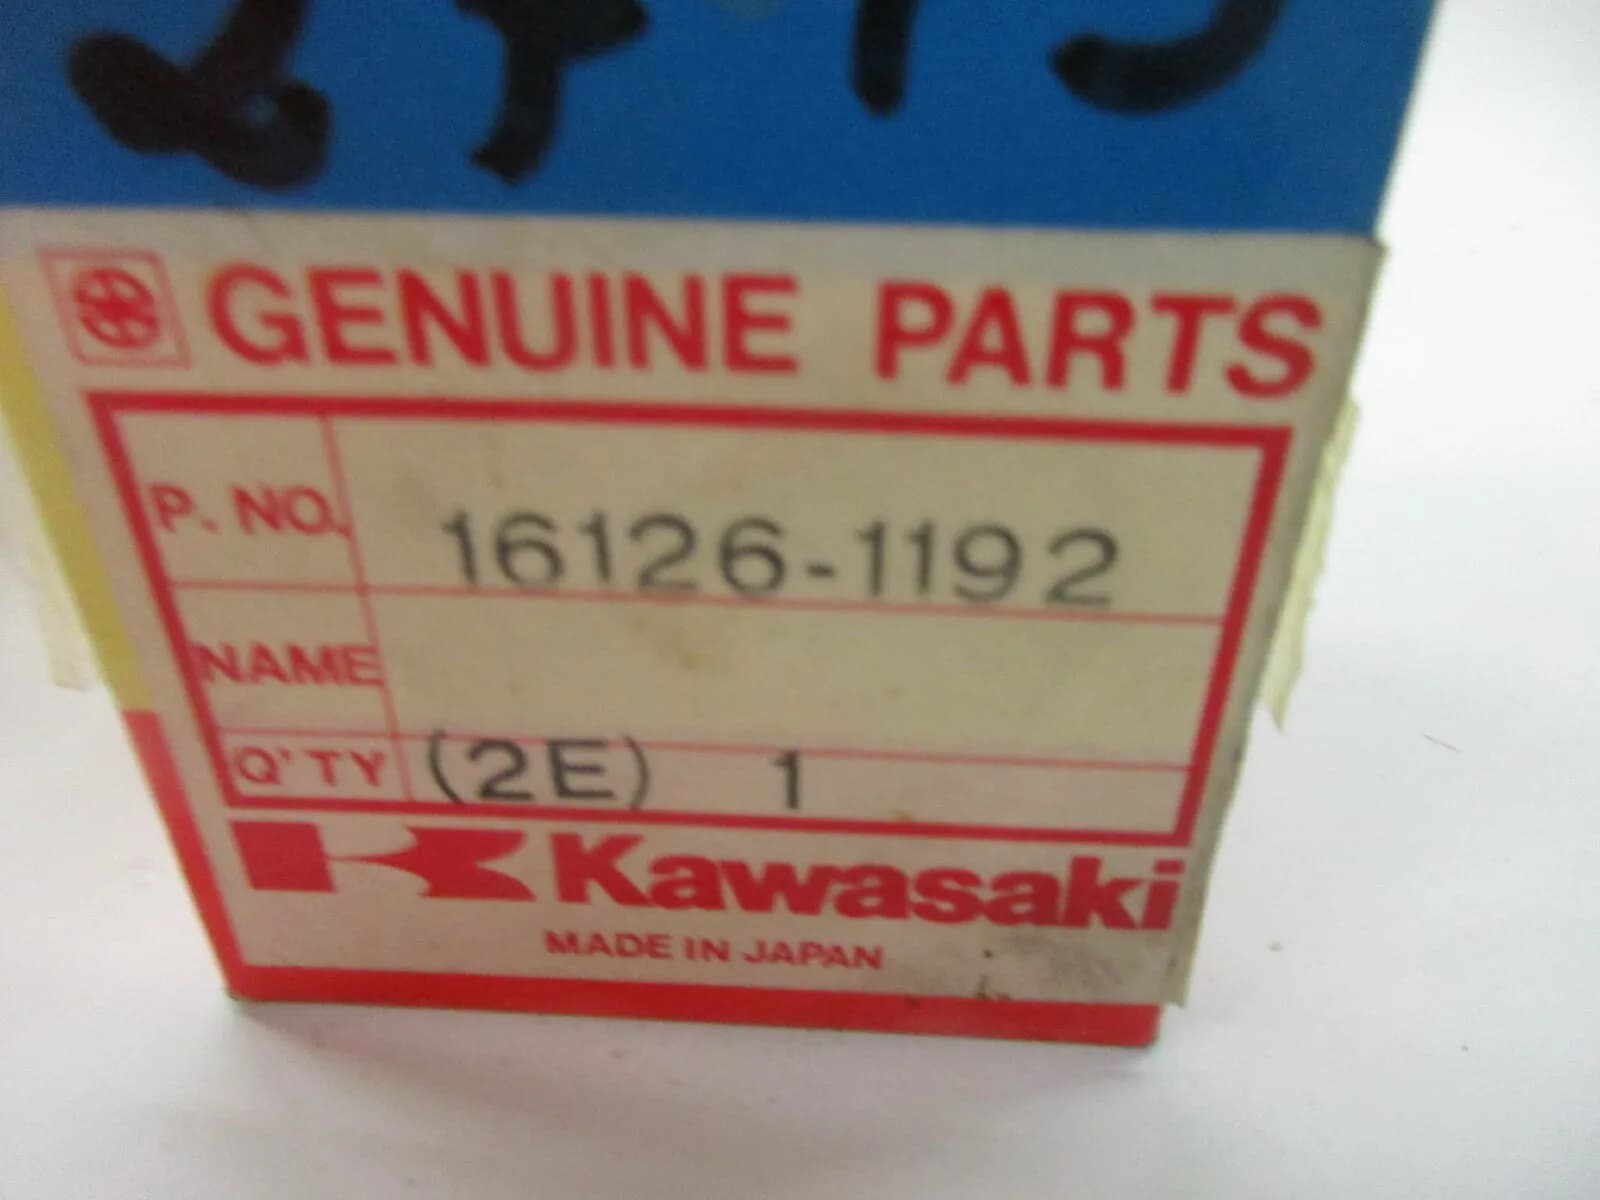 GENUINE PARTS
P. NO. 16126-1192
NAME
Q'TY (2E) 1
Kawasaki
MADE IN JAPAN